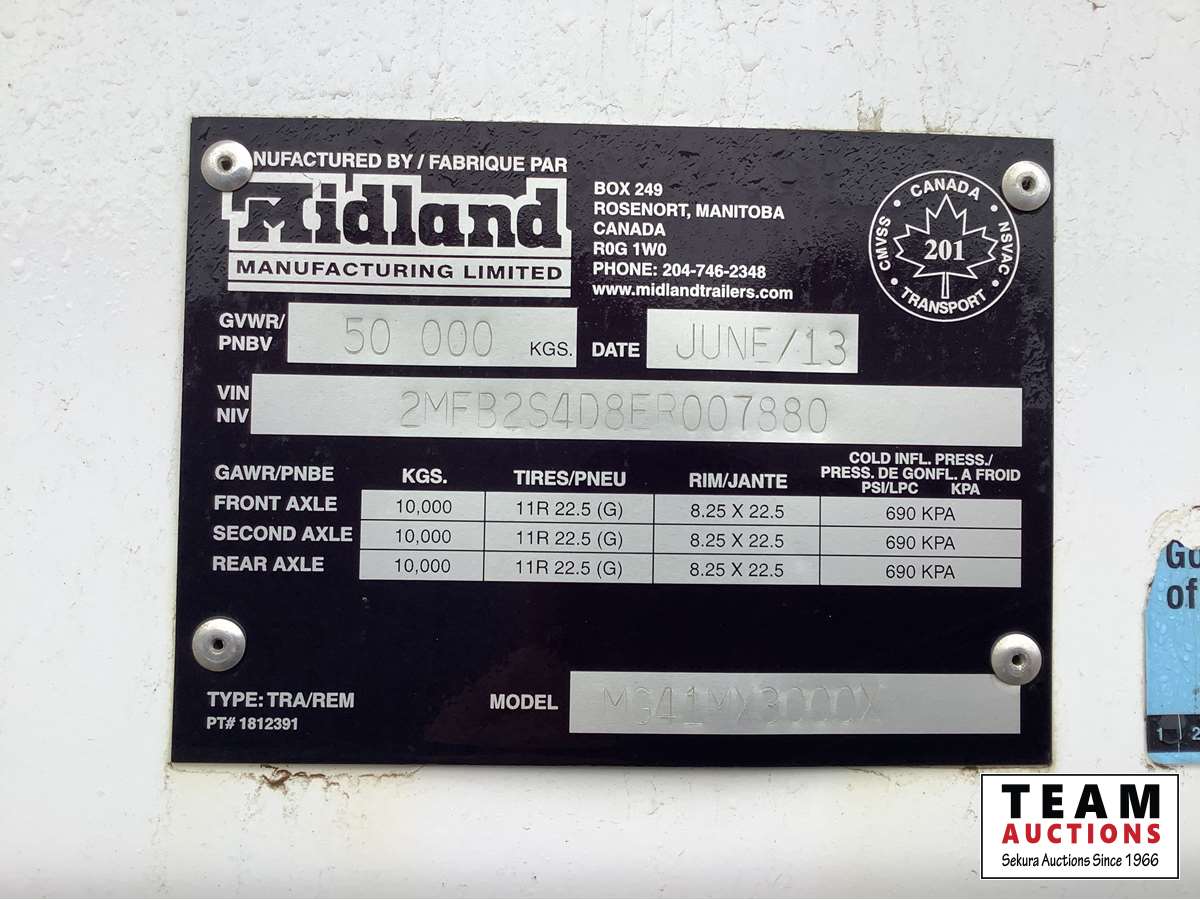 NUFACTURED BY / FABRIQUE PAR
Midland
MANUFACTURING LIMITED
BOX 249
ROSENORT, MANITOBA
CANADA
R0G 1W0
PHONE: 204-746-2348
www.midlandtrailers.com
CANADA
CMVSS
201
NSVAC
TRANSPORT
GVWR/
PNBV
50 000 KGS.
DATE JUNE/13
VIN
NIV
2MFB2S4D8ER007880
GAWR/PNBE KGS. TIRES/PNEU RIM/JANTE
COLD INFL. PRESS./
PRESS. DE GONFL. A FROID
PSI/LPC KPA
FRONT AXLE 10,000 11R 22.5 (G) 8.25 X 22.5 690 KPA
SECOND AXLE 10,000 11R 22.5 (G) 8.25 X 22.5 690 KPA
REAR AXLE 10,000 11R 22.5 (G) 8.25 X 22.5 690 KPA
TYPE: TRA/REM
PT# 1812391
MODEL
of
1 2
TEAM
AUCTIONS
Sekura Auctions Since 1966